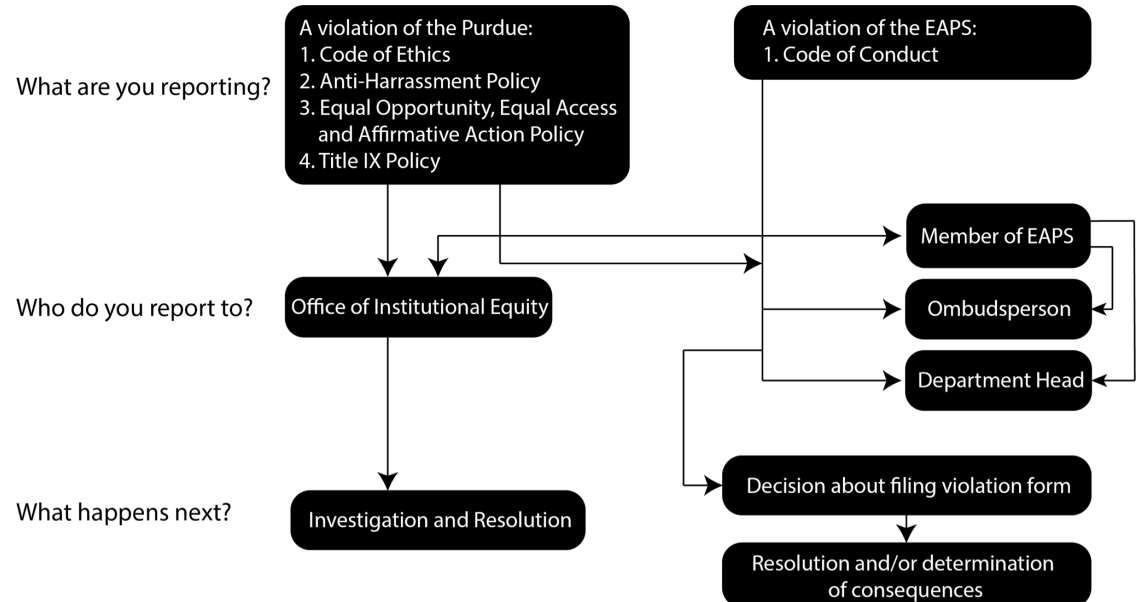 What are you reporting?
A violation of the Purdue:
1. Code of Ethics
2. Anti-Harrassment Policy
3. Equal Opportunity, Equal Access
and Affirmative Action Policy
4. Title IX Policy
A violation of the EAPS:
1. Code of Conduct
Who do you report to?
Office of Institutional Equity
Member of EAPS
Ombudsperson
Department Head
What happens next?
Investigation and Resolution
Decision about filing violation form
Resolution and/or determination
of consequences